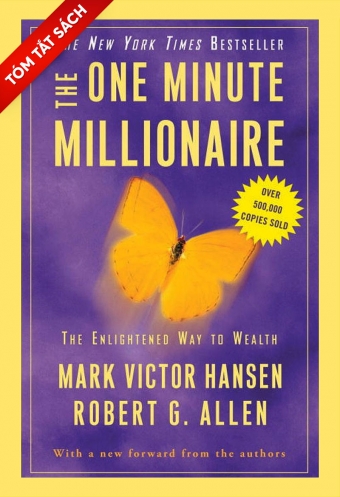 TÓM TẮT SÁCH
THE NEW YORK TIMES BESTSELLER
THE ONE MINUTE
MILLIONAIRE
OVER
500,000
COPIES SOLD
THE ENLIGHTENED WAY TO WEALTH
MARK VICTOR HANSEN
ROBERT G. ALLEN
With a new forward from the authors